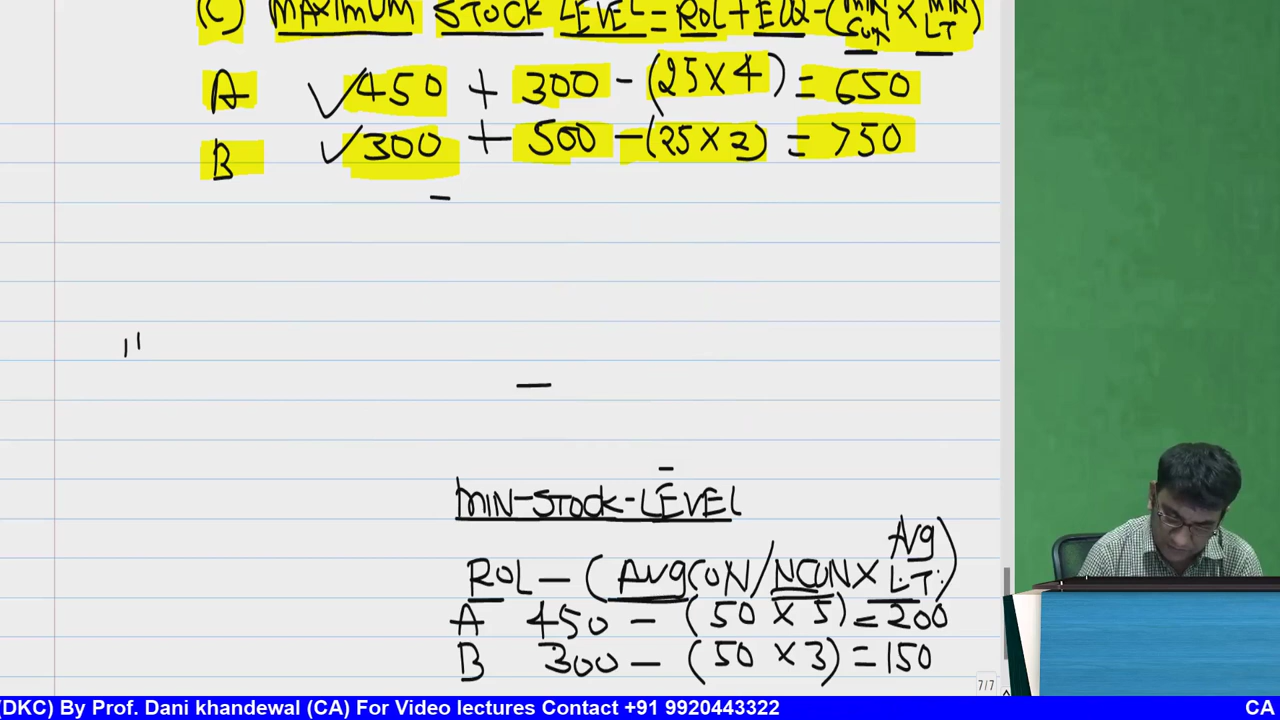 (C) MAXIMUM STOCK LEVEL = ROL + EOQ - (MIN CON X MIN LT)
A ✓450 + 300 - (25 X 4) = 650
B ✓300 + 500 - (25 X 2) = 750
MIN-STOCK-LEVEL
ROL - (AVg CON/NCON X Avg L.T.)
A 450 - (50 X 5) = 200
B 300 - (50 X 3) = 150
7/7
(DKC) By Prof. Dani khandewal (CA) For Video lectures Contact +91 9920443322 CA